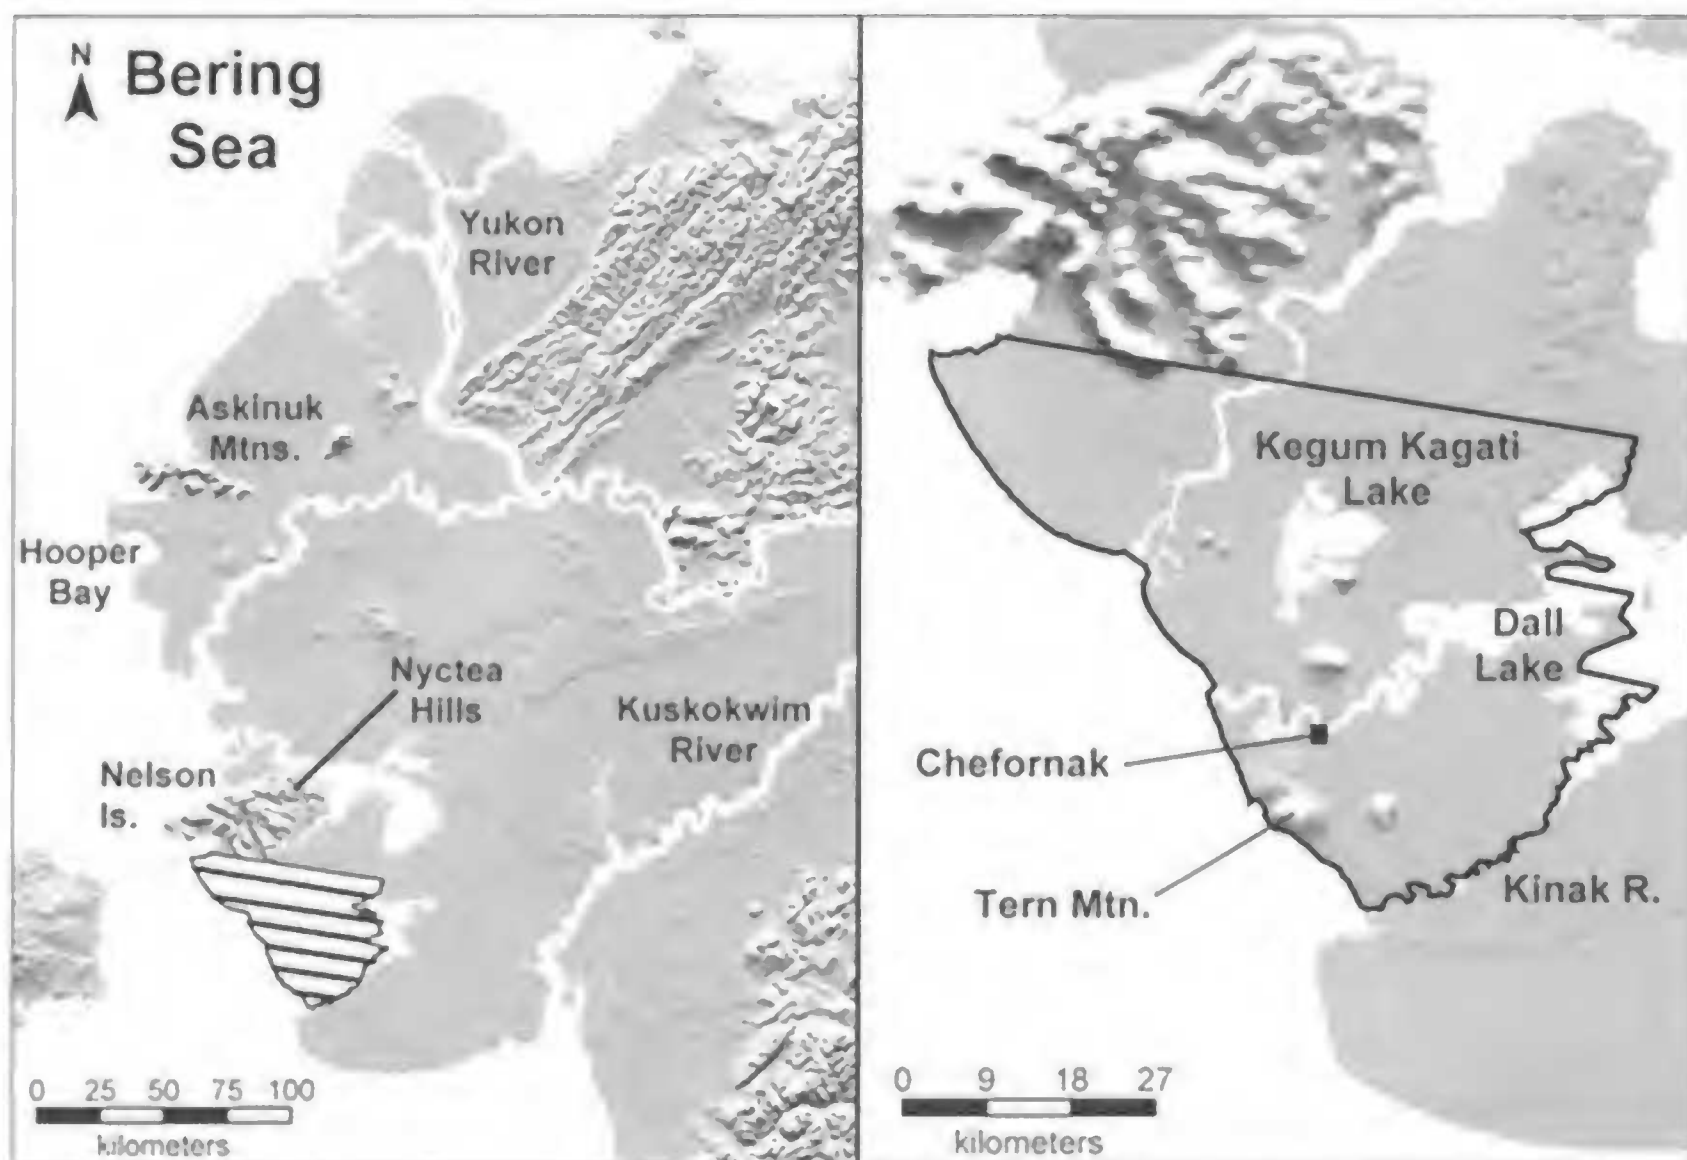 N
Bering
Sea
Yukon
River
Askinuk
Mtns.
Hooper
Bay
Nyctea
Hills
Kuskokwim
River
Nelson
Is.
0 25 50 75 100
kilometers
Kegum Kagati
Lake
Dall
Lake
Chefornak
Tern Mtn.
Kinak R.
0 9 18 27
kilometers